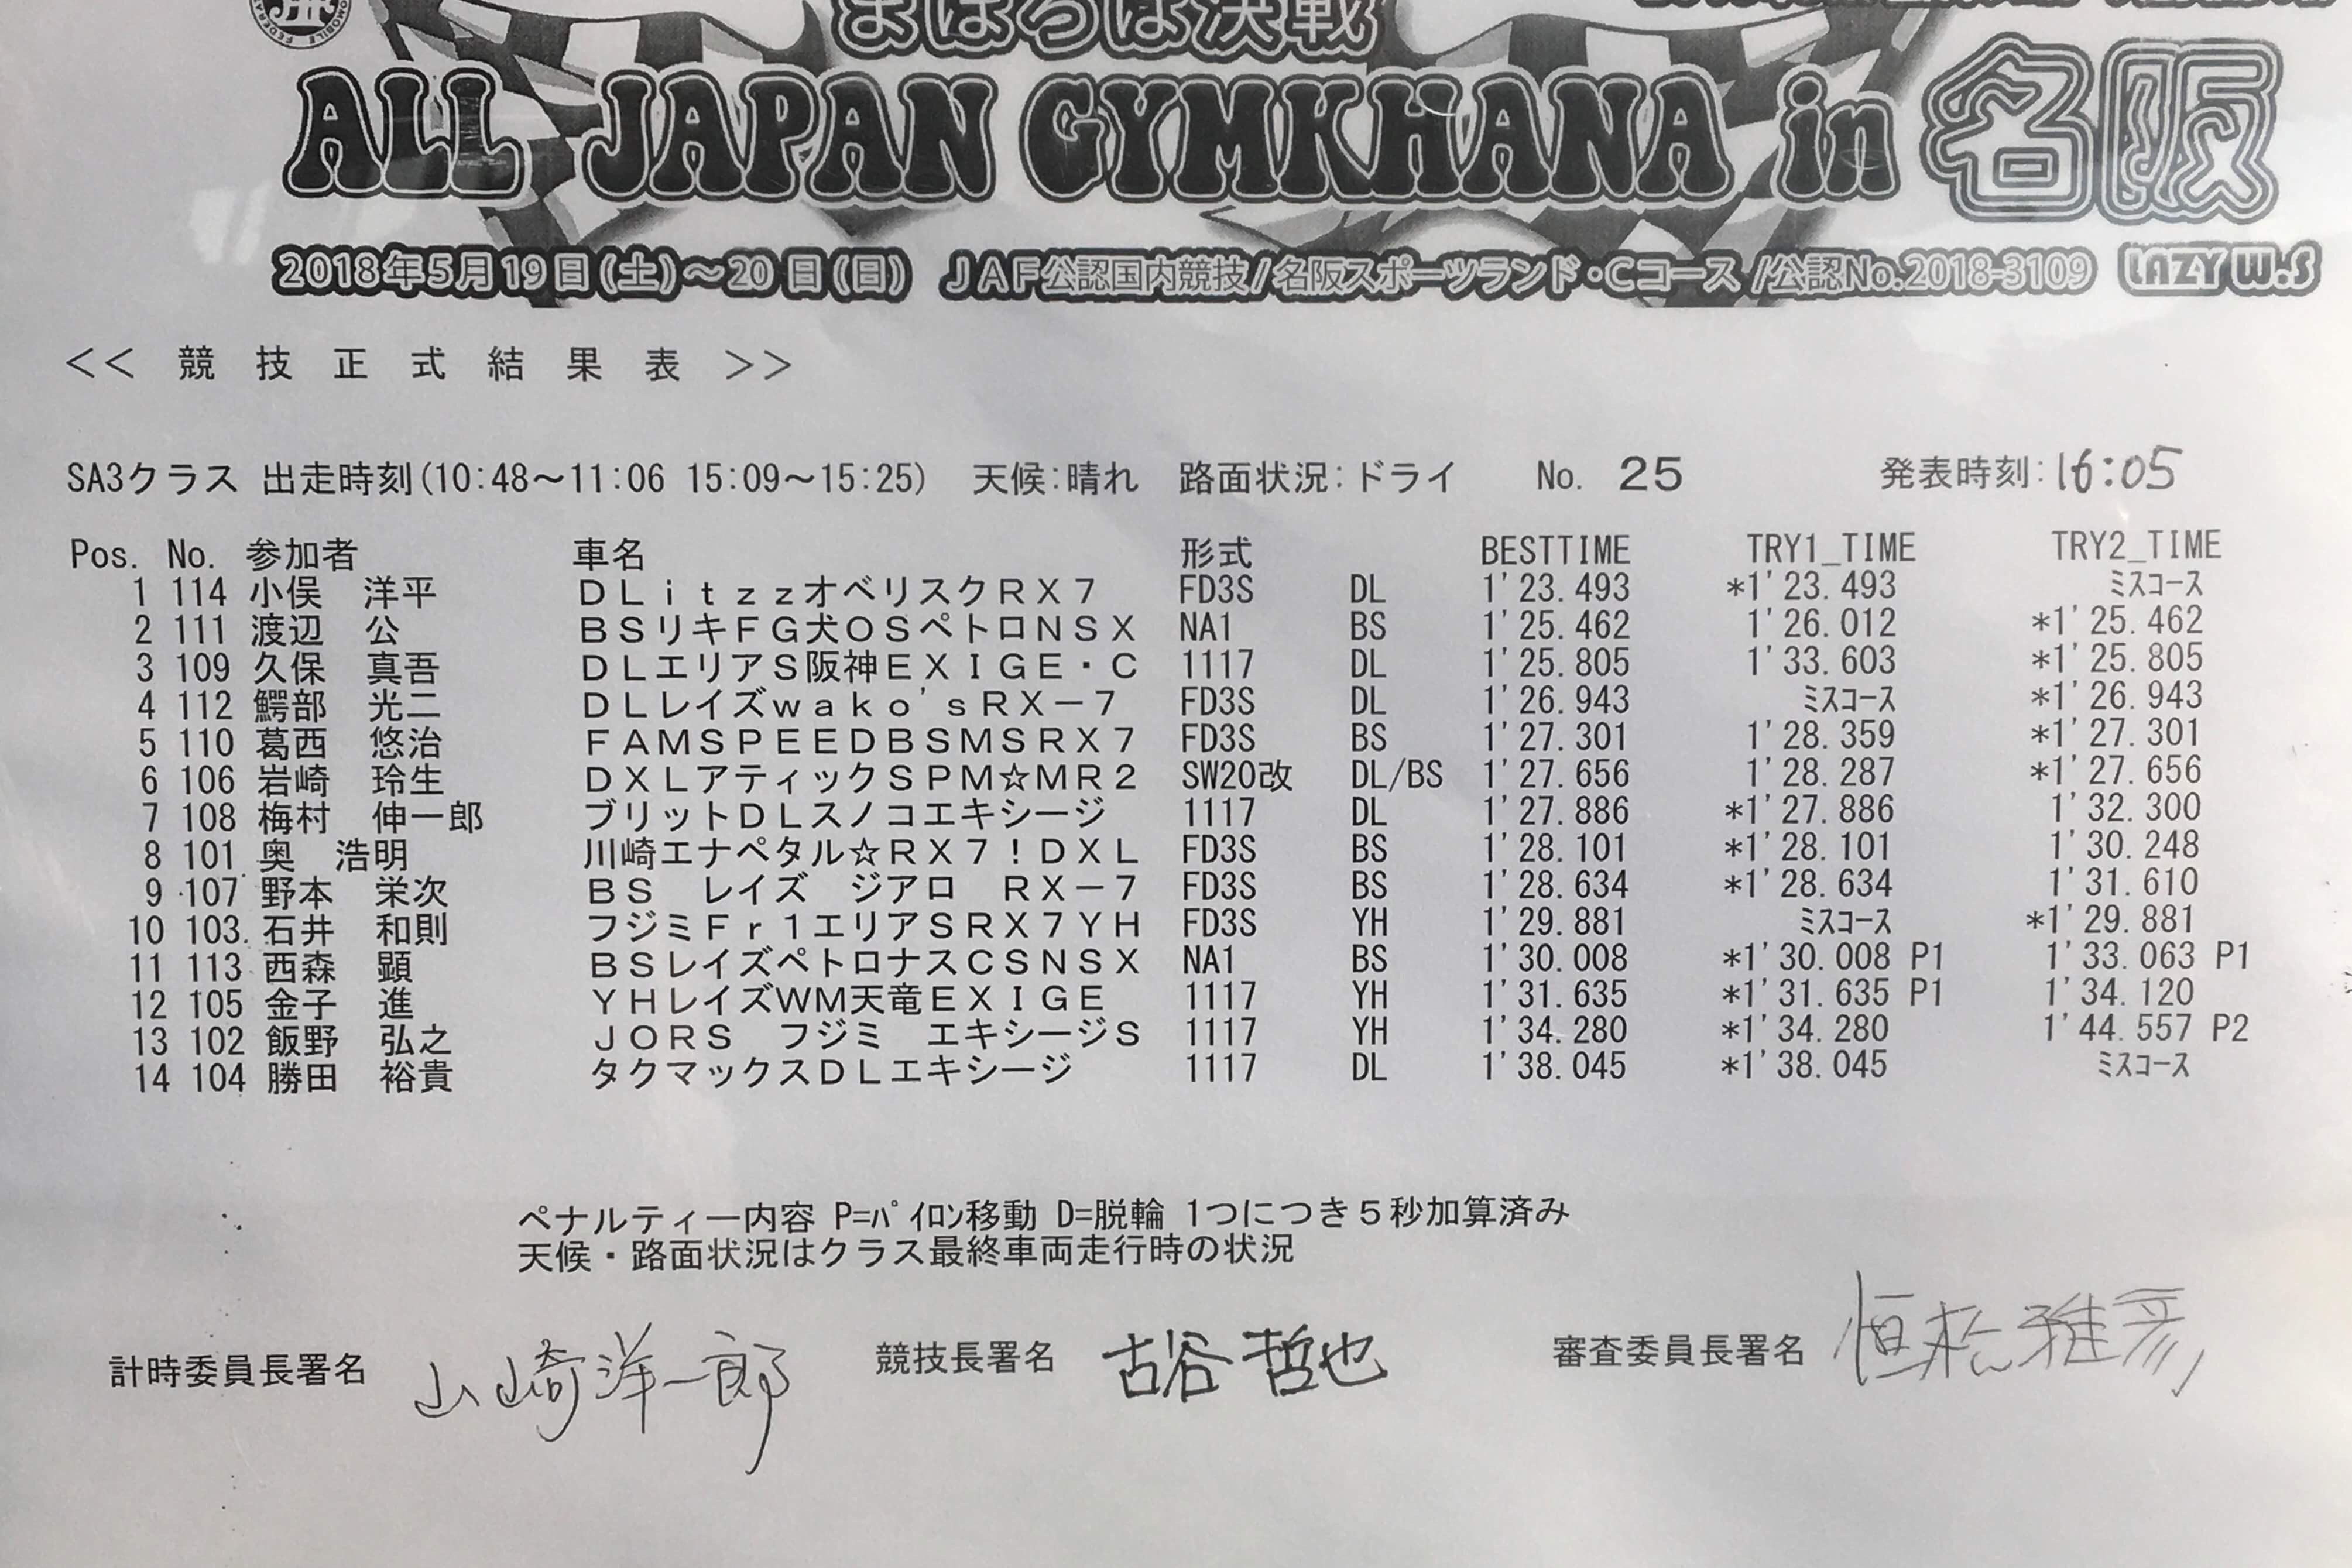 まほろば決戦
ALL JAPAN GYMKHANA in 名阪
2018年5月19日(土)～20日(日) JAF公認国内競技/名阪スポーツランド・Cコース/公認No.2018-3109 LAZY W.S
<< 競 技 正 式 結 果 表 >>
SA3クラス 出走時刻(10:48～11:06 15:09～15:25) 天候:晴れ 路面状況:ドライ No. 25 発表時刻:16:05
Pos. No. 参加者 車名 形式 BESTTIME TRY1_TIME TRY2_TIME
1 114 小俣 洋平 ＤＬｉｔｚｚオベリスクＲＸ７ FD3S DL 1'23.493 *1'23.493 ﾐｽｺｰｽ
2 111 渡辺 公 ＢＳリキＦＧ犬ＯＳペトロＮＳＸ NA1 BS 1'25.462 1'26.012 *1'25.462
3 109 久保 真吾 ＤＬエリアＳ阪神ＥＸＩＧＥ・Ｃ 1117 DL 1'25.805 1'33.603 *1'25.805
4 112 鰐部 光二 ＤＬレイズｗａｋｏ'ｓＲＸ－７ FD3S DL 1'26.943 ﾐｽｺｰｽ *1'26.943
5 110 葛西 悠治 ＦＡＭＳＰＥＥＤＢＳＭＳＲＸ７ FD3S BS 1'27.301 1'28.359 *1'27.301
6 106 岩崎 玲生 ＤＸＬアティックＳＰＭ☆ＭＲ２ SW20改 DL/BS 1'27.656 1'28.287 *1'27.656
7 108 梅村 伸一郎 ブリットＤＬスノコエキシージ 1117 DL 1'27.886 *1'27.886 1'32.300
8 101 奥 浩明 川崎エナペタル☆ＲＸ７！ＤＸＬ FD3S BS 1'28.101 *1'28.101 1'30.248
9 107 野本 栄次 ＢＳ レイズ ジアロ ＲＸ－７ FD3S BS 1'28.634 *1'28.634 1'31.610
10 103 石井 和則 フジミＦｒ１エリアＳＲＸ７ＹＨ FD3S YH 1'29.881 ﾐｽｺｰｽ *1'29.881
11 113 西森 顕 ＢＳレイズペトロナスＣＳＮＳＸ NA1 BS 1'30.008 *1'30.008 P1 1'33.063 P1
12 105 金子 進 ＹＨレイズＷＭ天竜ＥＸＩＧＥ 1117 YH 1'31.635 *1'31.635 P1 1'34.120
13 102 飯野 弘之 ＪＯＲＳ フジミ エキシージＳ 1117 YH 1'34.280 *1'34.280 1'44.557 P2
14 104 勝田 裕貴 タクマックスＤＬエキシージ 1117 DL 1'38.045 *1'38.045 ﾐｽｺｰｽ
ペナルティー内容 P=ﾊﾟｲﾛﾝ移動 D=脱輪 1つにつき５秒加算済み
天候・路面状況はクラス最終車両走行時の状況
計時委員長署名 山崎洋一郎 競技長署名 古谷哲也 審査委員長署名 恒松雅彦